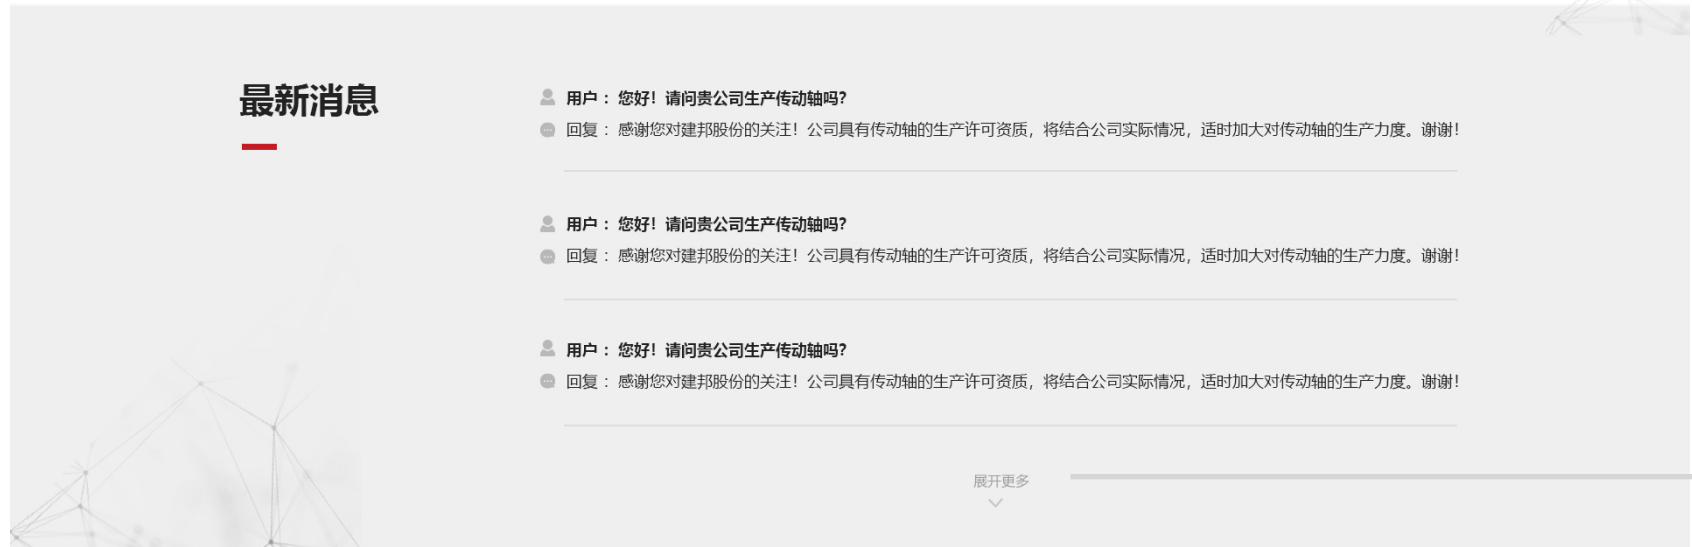 最新消息
用户：您好！请问贵公司生产传动轴吗?
回复：感谢您对建邦股份的关注！公司具有传动轴的生产许可资质，将结合公司实际情况，适时加大对传动轴的生产力度。谢谢！
用户：您好！请问贵公司生产传动轴吗?
回复：感谢您对建邦股份的关注！公司具有传动轴的生产许可资质，将结合公司实际情况，适时加大对传动轴的生产力度。谢谢！
用户：您好！请问贵公司生产传动轴吗?
回复：感谢您对建邦股份的关注！公司具有传动轴的生产许可资质，将结合公司实际情况，适时加大对传动轴的生产力度。谢谢！
展开更多